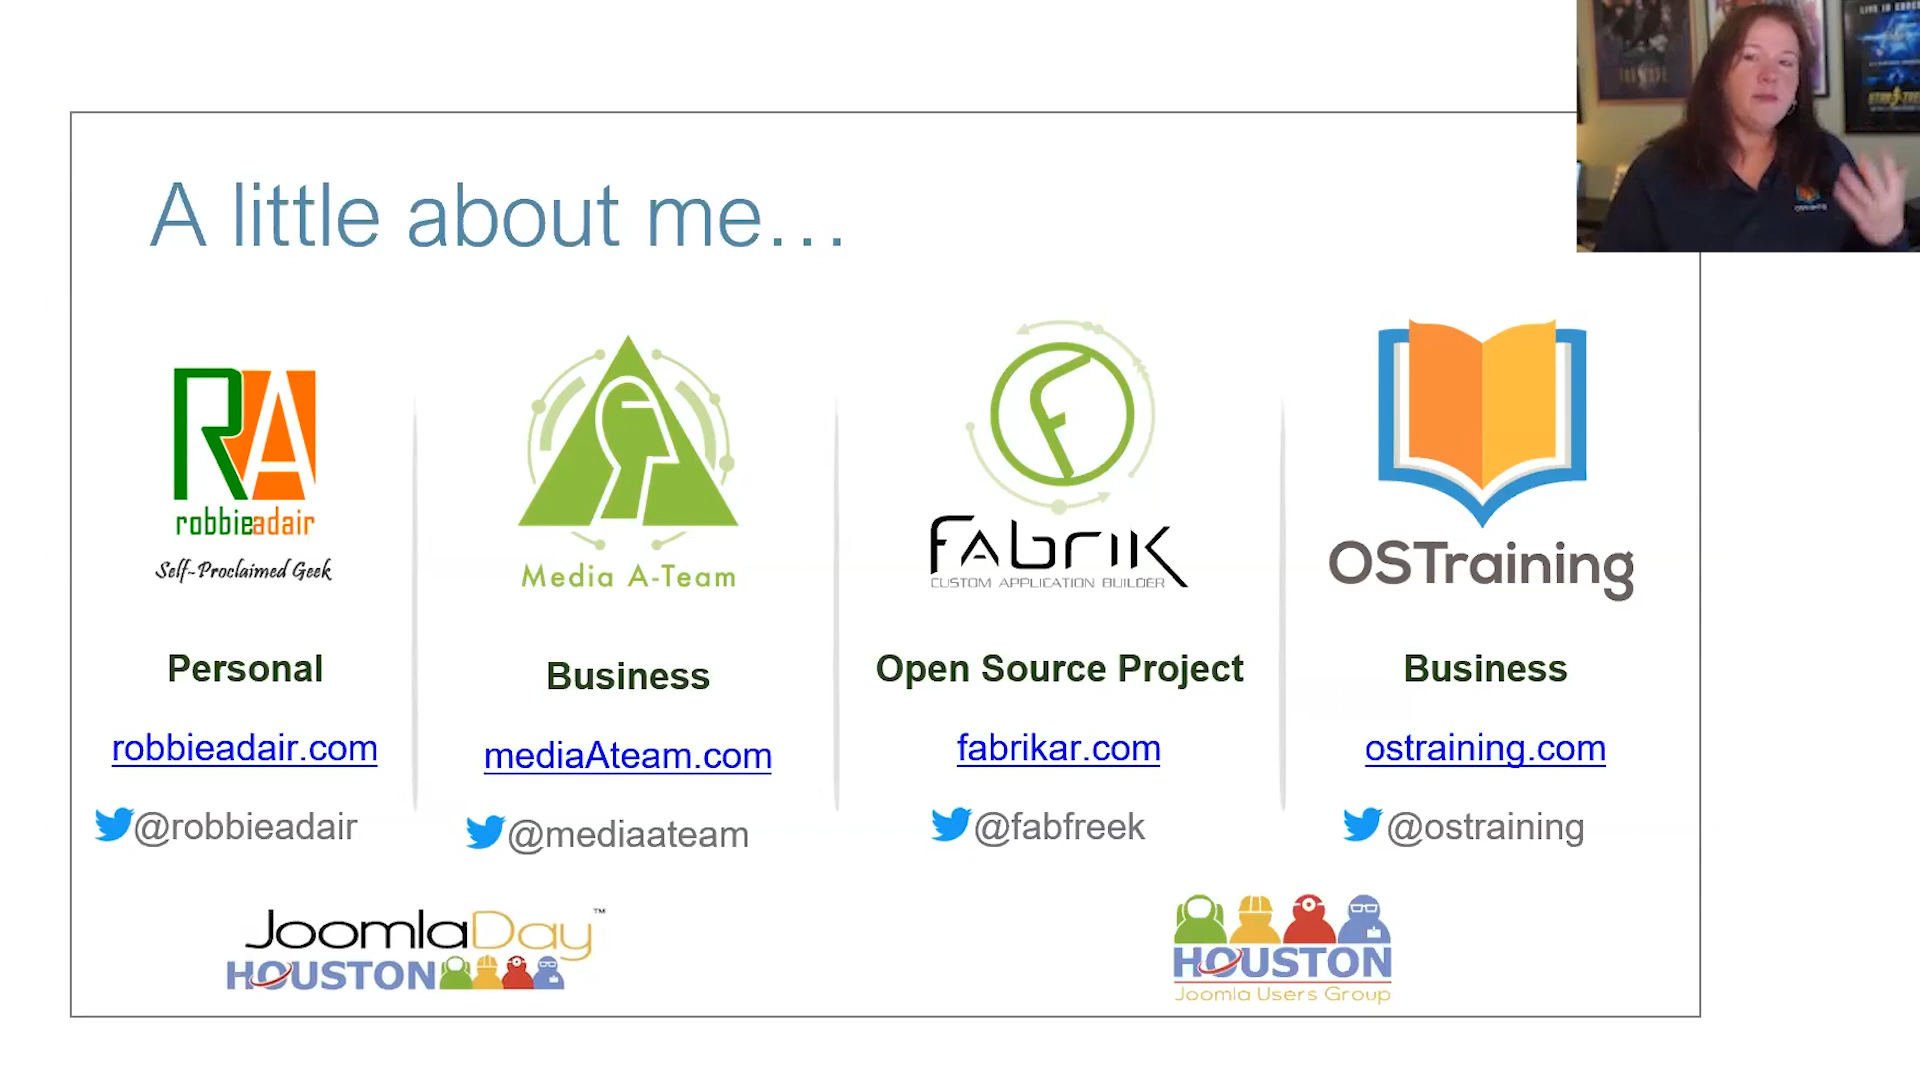 A little about me…
RA
robbieadair
Self-Proclaimed Geek
Personal
robbieadair.com
@robbieadair
Media A-Team
Business
mediaAteam.com
@mediaateam
F
FAbrIK
CUSTOM APPLICATION BUILDER
Open Source Project
fabrikar.com
@fabfreek
OSTraining
Business
ostraining.com
@ostraining
JoomlaDay™
HOUSTON
HOUSTON
Joomla Users Group